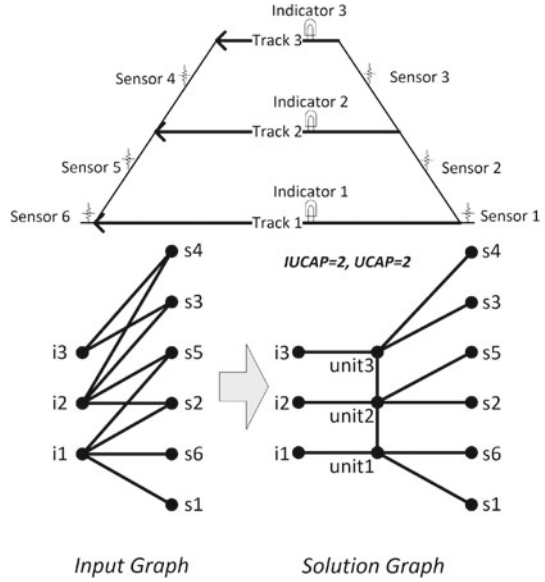 Indicator 3
Track 3
Sensor 4
Sensor 3
Indicator 2
Track 2
Sensor 5
Sensor 2
Indicator 1
Sensor 6
Track 1
Sensor 1
IUCAP=2, UCAP=2
s4
s3
i3
s5
i2
s2
i1
s6
s1
s4
s3
i3
unit3
s5
i2
unit2
s2
i1
unit1
s6
s1
Input Graph
Solution Graph